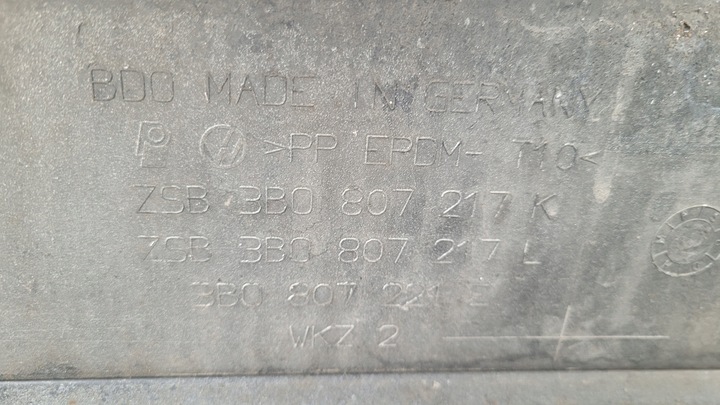 BDO MADE IN GERMANY
>PP EPDM- T10<
ZSB 3B0 807 217 K
ZSB 3B0 807 217 L
3B0 807 221
WKZ 2